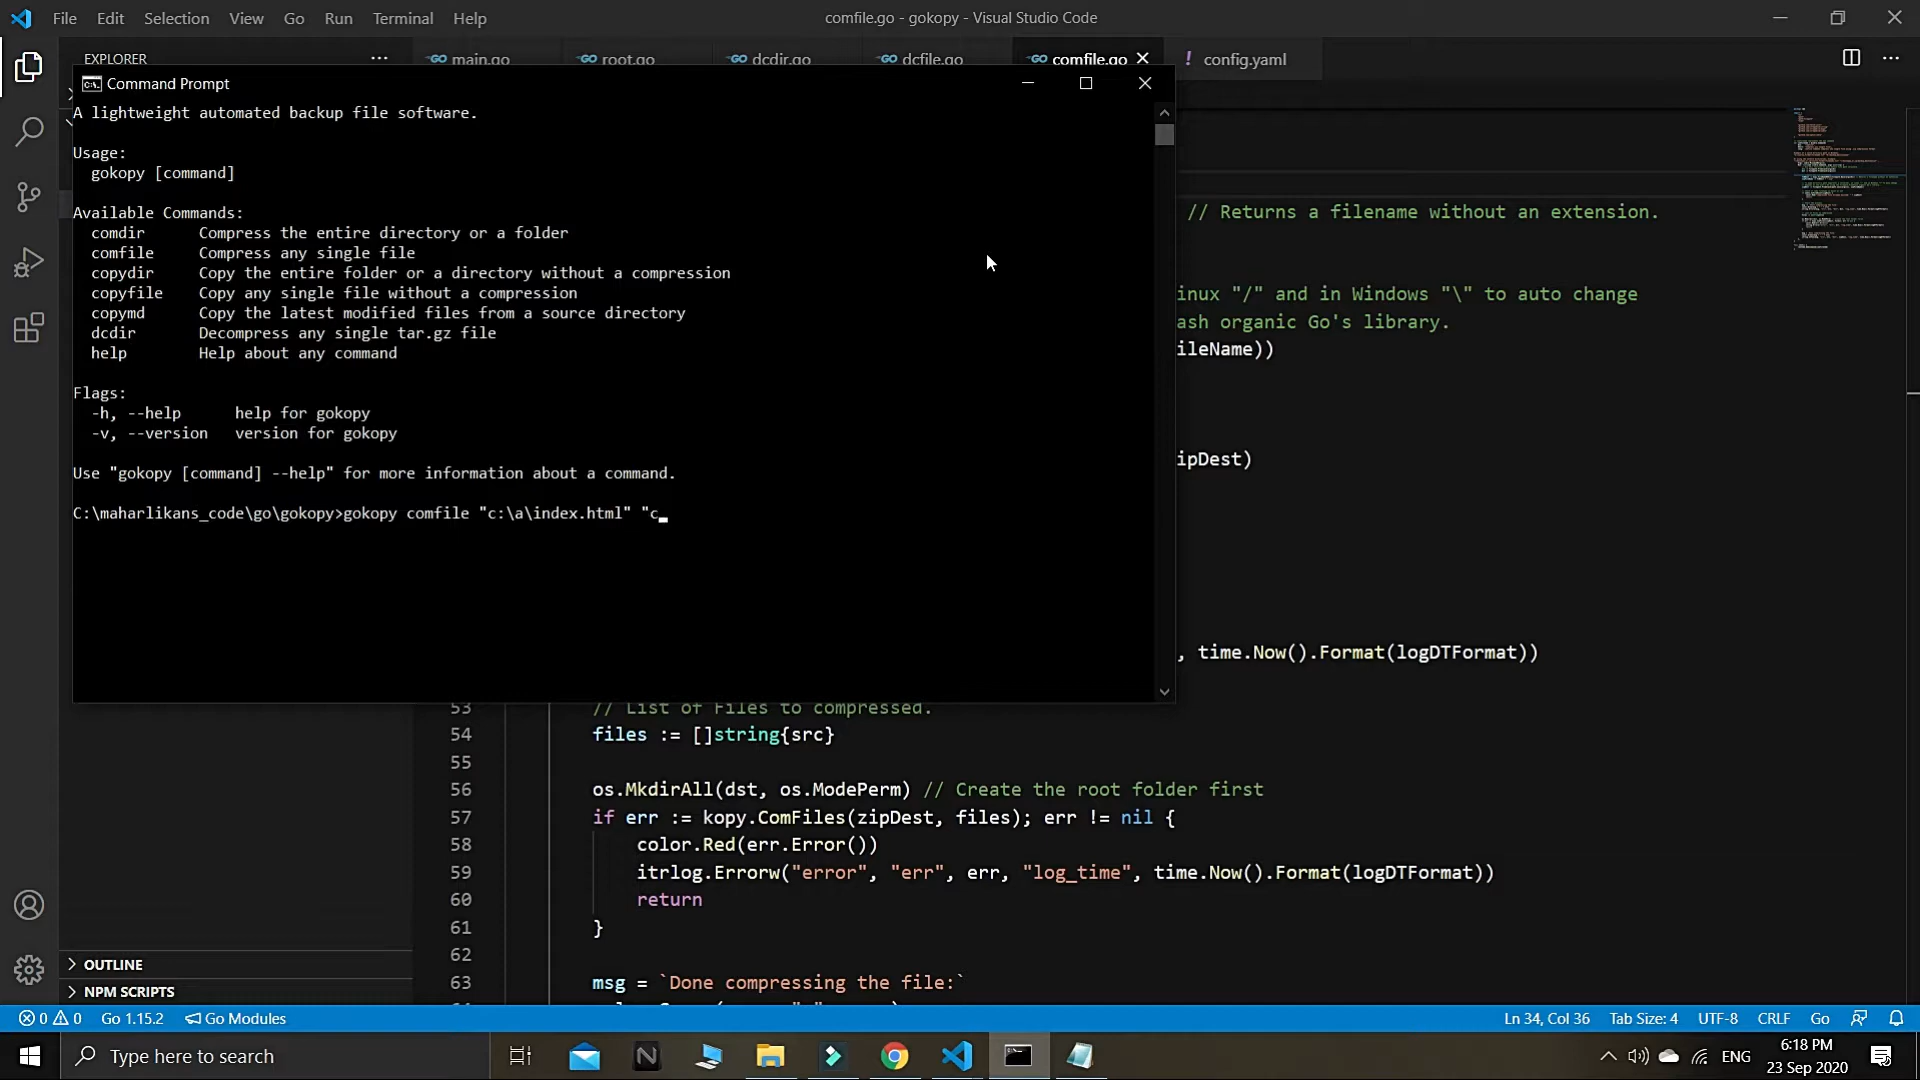 File Edit Selection View Go Run Terminal Help comfile.go - gokopy - Visual Studio Code
EXPLORER ... main.go root.go dcdir.go dcfile.go comfile.go ! config.yaml
Command Prompt
A lightweight automated backup file software.
Usage:
gokopy [command]
Available Commands:
comdir Compress the entire directory or a folder
comfile Compress any single file
copydir Copy the entire folder or a directory without a compression
copyfile Copy any single file without a compression
copymd Copy the latest modified files from a source directory
dcdir Decompress any single tar.gz file
help Help about any command
Flags:
-h, --help help for gokopy
-v, --version version for gokopy
Use "gokopy [command] --help" for more information about a command.
C:\maharlikans_code\go\gokopy>gokopy comfile "c:\a\index.html" "c_
// Returns a filename without an extension.
inux "/" and in Windows "\" to auto change
ash organic Go's library.
ileName))
ipDest)
, time.Now().Format(logDTFormat))
53 // List of Files to compressed.
54 files := []string{src}
55
56 os.MkdirAll(dst, os.ModePerm) // Create the root folder first
57 if err := kopy.ComFiles(zipDest, files); err != nil {
58 color.Red(err.Error())
59 itrlog.Errorw("error", "err", err, "log_time", time.Now().Format(logDTFormat))
60 return
61 }
62
63 msg = `Done compressing the file:`
OUTLINE
NPM SCRIPTS
0 0 Go 1.15.2 Go Modules Ln 34, Col 36 Tab Size: 4 UTF-8 CRLF Go
Type here to search ENG 6:18 PM
23 Sep 2020